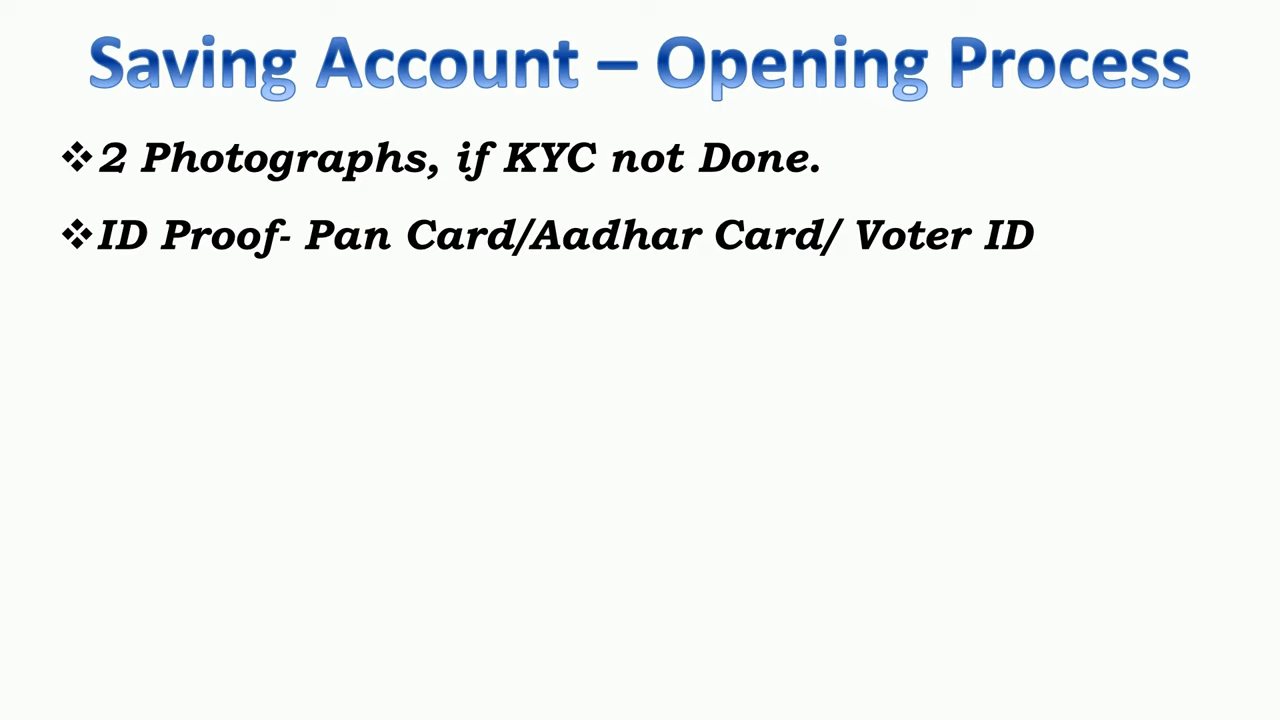 Saving Account – Opening Process
❖2 Photographs, if KYC not Done.
❖ID Proof- Pan Card/Aadhar Card/ Voter ID